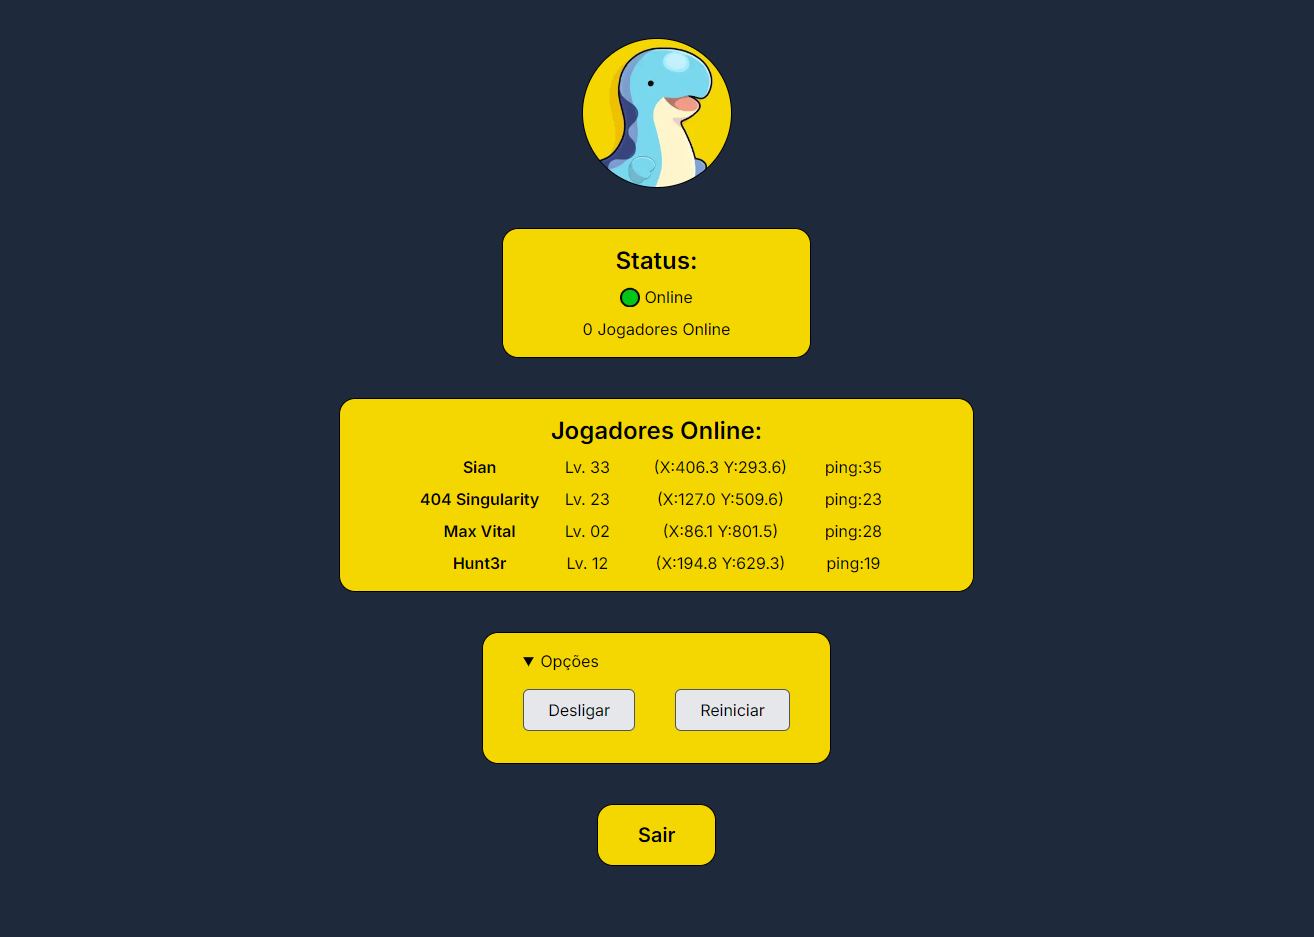 Status:
Online
0 Jogadores Online
Jogadores Online:
Sian Lv. 33 (X:406.3 Y:293.6) ping:35
404 Singularity Lv. 23 (X:127.0 Y:509.6) ping:23
Max Vital Lv. 02 (X:86.1 Y:801.5) ping:28
Hunt3r Lv. 12 (X:194.8 Y:629.3) ping:19
▼ Opções
Desligar Reiniciar
Sair